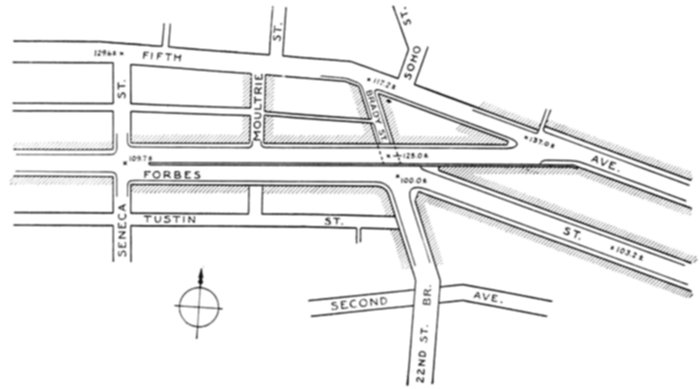 ST.
ST.
SOHO
129.6±
FIFTH
ST.
MOULTRIE
117.2±
BRADY ST.
137.0±
109.7±
125.0±
AVE.
FORBES
100.0±
SENECA
TUSTIN
ST.
ST.
103.2±
SECOND
AVE.
22ND ST. BR.